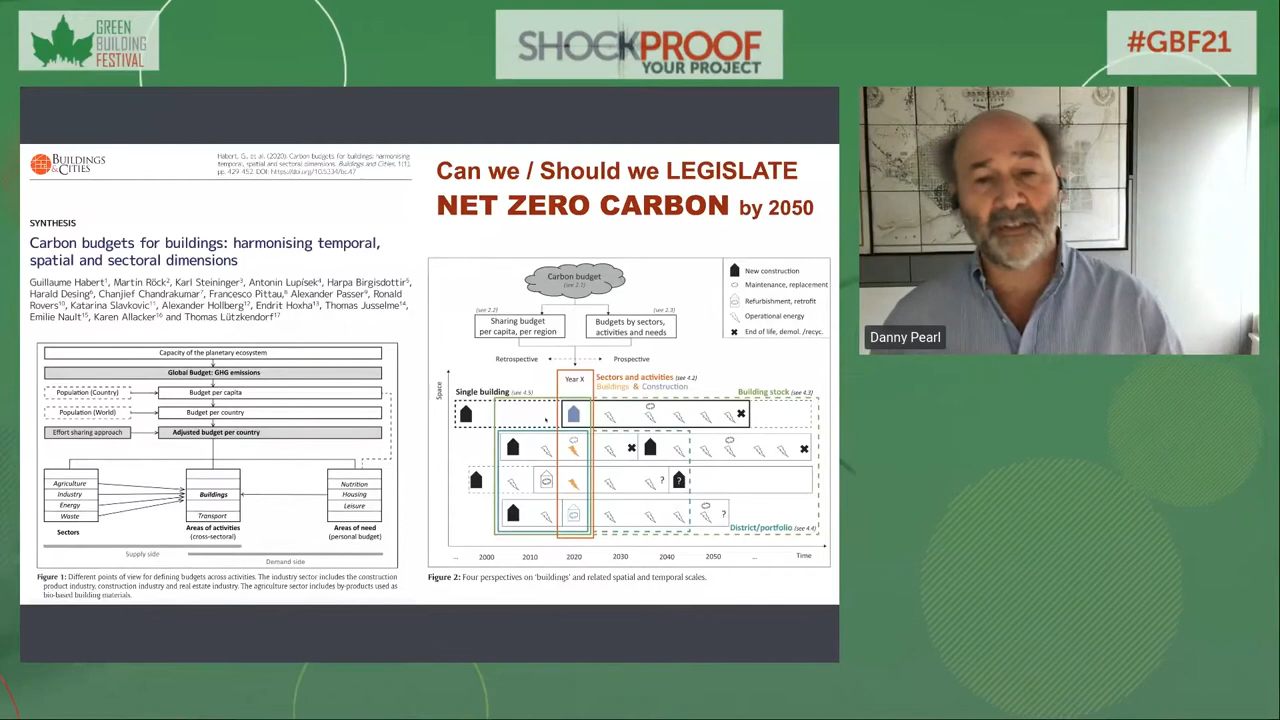 GREEN
BUILDING
FESTIVAL
SHOCKPROOF
YOUR PROJECT
#GBF21
BUILDINGS
& CITIES
Habert, G., et al. (2020). Carbon budgets for buildings: harmonising
temporal, spatial and sectoral dimensions. Buildings and Cities, 1(1),
pp. 429–452. DOI: https://doi.org/10.5334/bc.47
SYNTHESIS
Carbon budgets for buildings: harmonising temporal,
spatial and sectoral dimensions
Guillaume Habert¹, Martin Röck², Karl Steininger³, Antonin Lupísek⁴, Harpa Birgisdottir⁵,
Harald Desing⁶, Chanjief Chandrakumar⁷, Francesco Pittau,⁸ Alexander Passer⁹, Ronald
Rovers¹⁰, Katarina Slavkovic¹¹, Alexander Hollberg¹², Endrit Hoxha¹³, Thomas Jusselme¹⁴,
Emilie Nault¹⁵, Karen Allacker¹⁶ and Thomas Lützkendorf¹⁷
Capacity of the planetary ecosystem
Global Budget: GHG emissions
Population (Country)
Budget per capita
Population (World)
Budget per country
Effort sharing approach
Adjusted budget per country
Agriculture
Industry
Energy
Waste
Sectors
Buildings
Transport
Areas of activities
(cross-sectoral)
Nutrition
Housing
Leisure
Areas of need
(personal budget)
Supply side
Demand side
Figure 1: Different points of view for defining budgets across activities. The industry sector includes the construction
product industry, construction industry and real estate industry. The agriculture sector includes by-products used as
bio-based building materials.
Can we / Should we LEGISLATE
NET ZERO CARBON by 2050
Carbon budget
(see 2.1)
(see 2.2)
(see 2.3)
Sharing budget
per capita, per region
Budgets by sectors,
activities and needs
New construction
Maintenance, replacement
Refurbishment, retrofit
Operational energy
End of life, demol. /recyc.
Retrospective
Prospective
Year X
Sectors and activities (see 4.2)
Buildings & Construction
Space
Single building (see 4.5)
Building stock (see 4.3)
?
?
?
District/portfolio (see 4.4)
... 2000 2010 2020 2030 2040 2050 ... Time
Figure 2: Four perspectives on 'buildings' and related spatial and temporal scales.
Danny Pearl